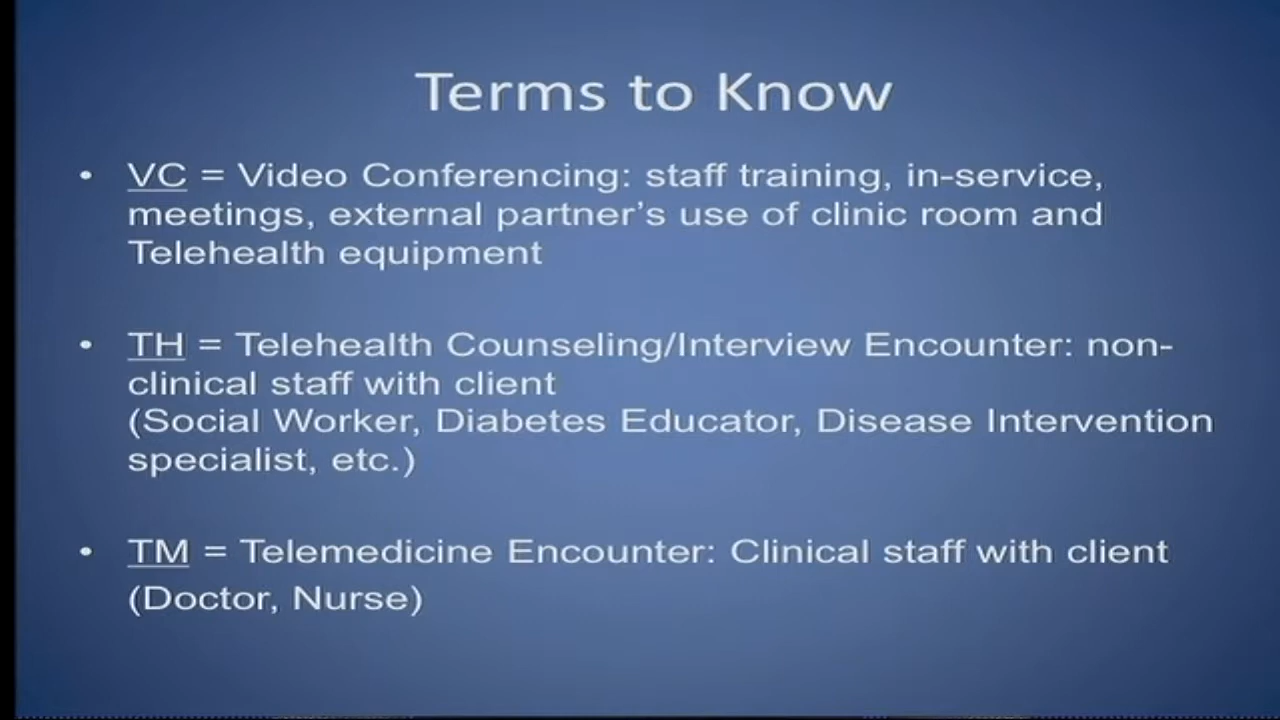 Terms to Know
• VC = Video Conferencing: staff training, in-service,
meetings, external partner’s use of clinic room and
Telehealth equipment
• TH = Telehealth Counseling/Interview Encounter: non-
clinical staff with client
(Social Worker, Diabetes Educator, Disease Intervention
specialist, etc.)
• TM = Telemedicine Encounter: Clinical staff with client
(Doctor, Nurse)